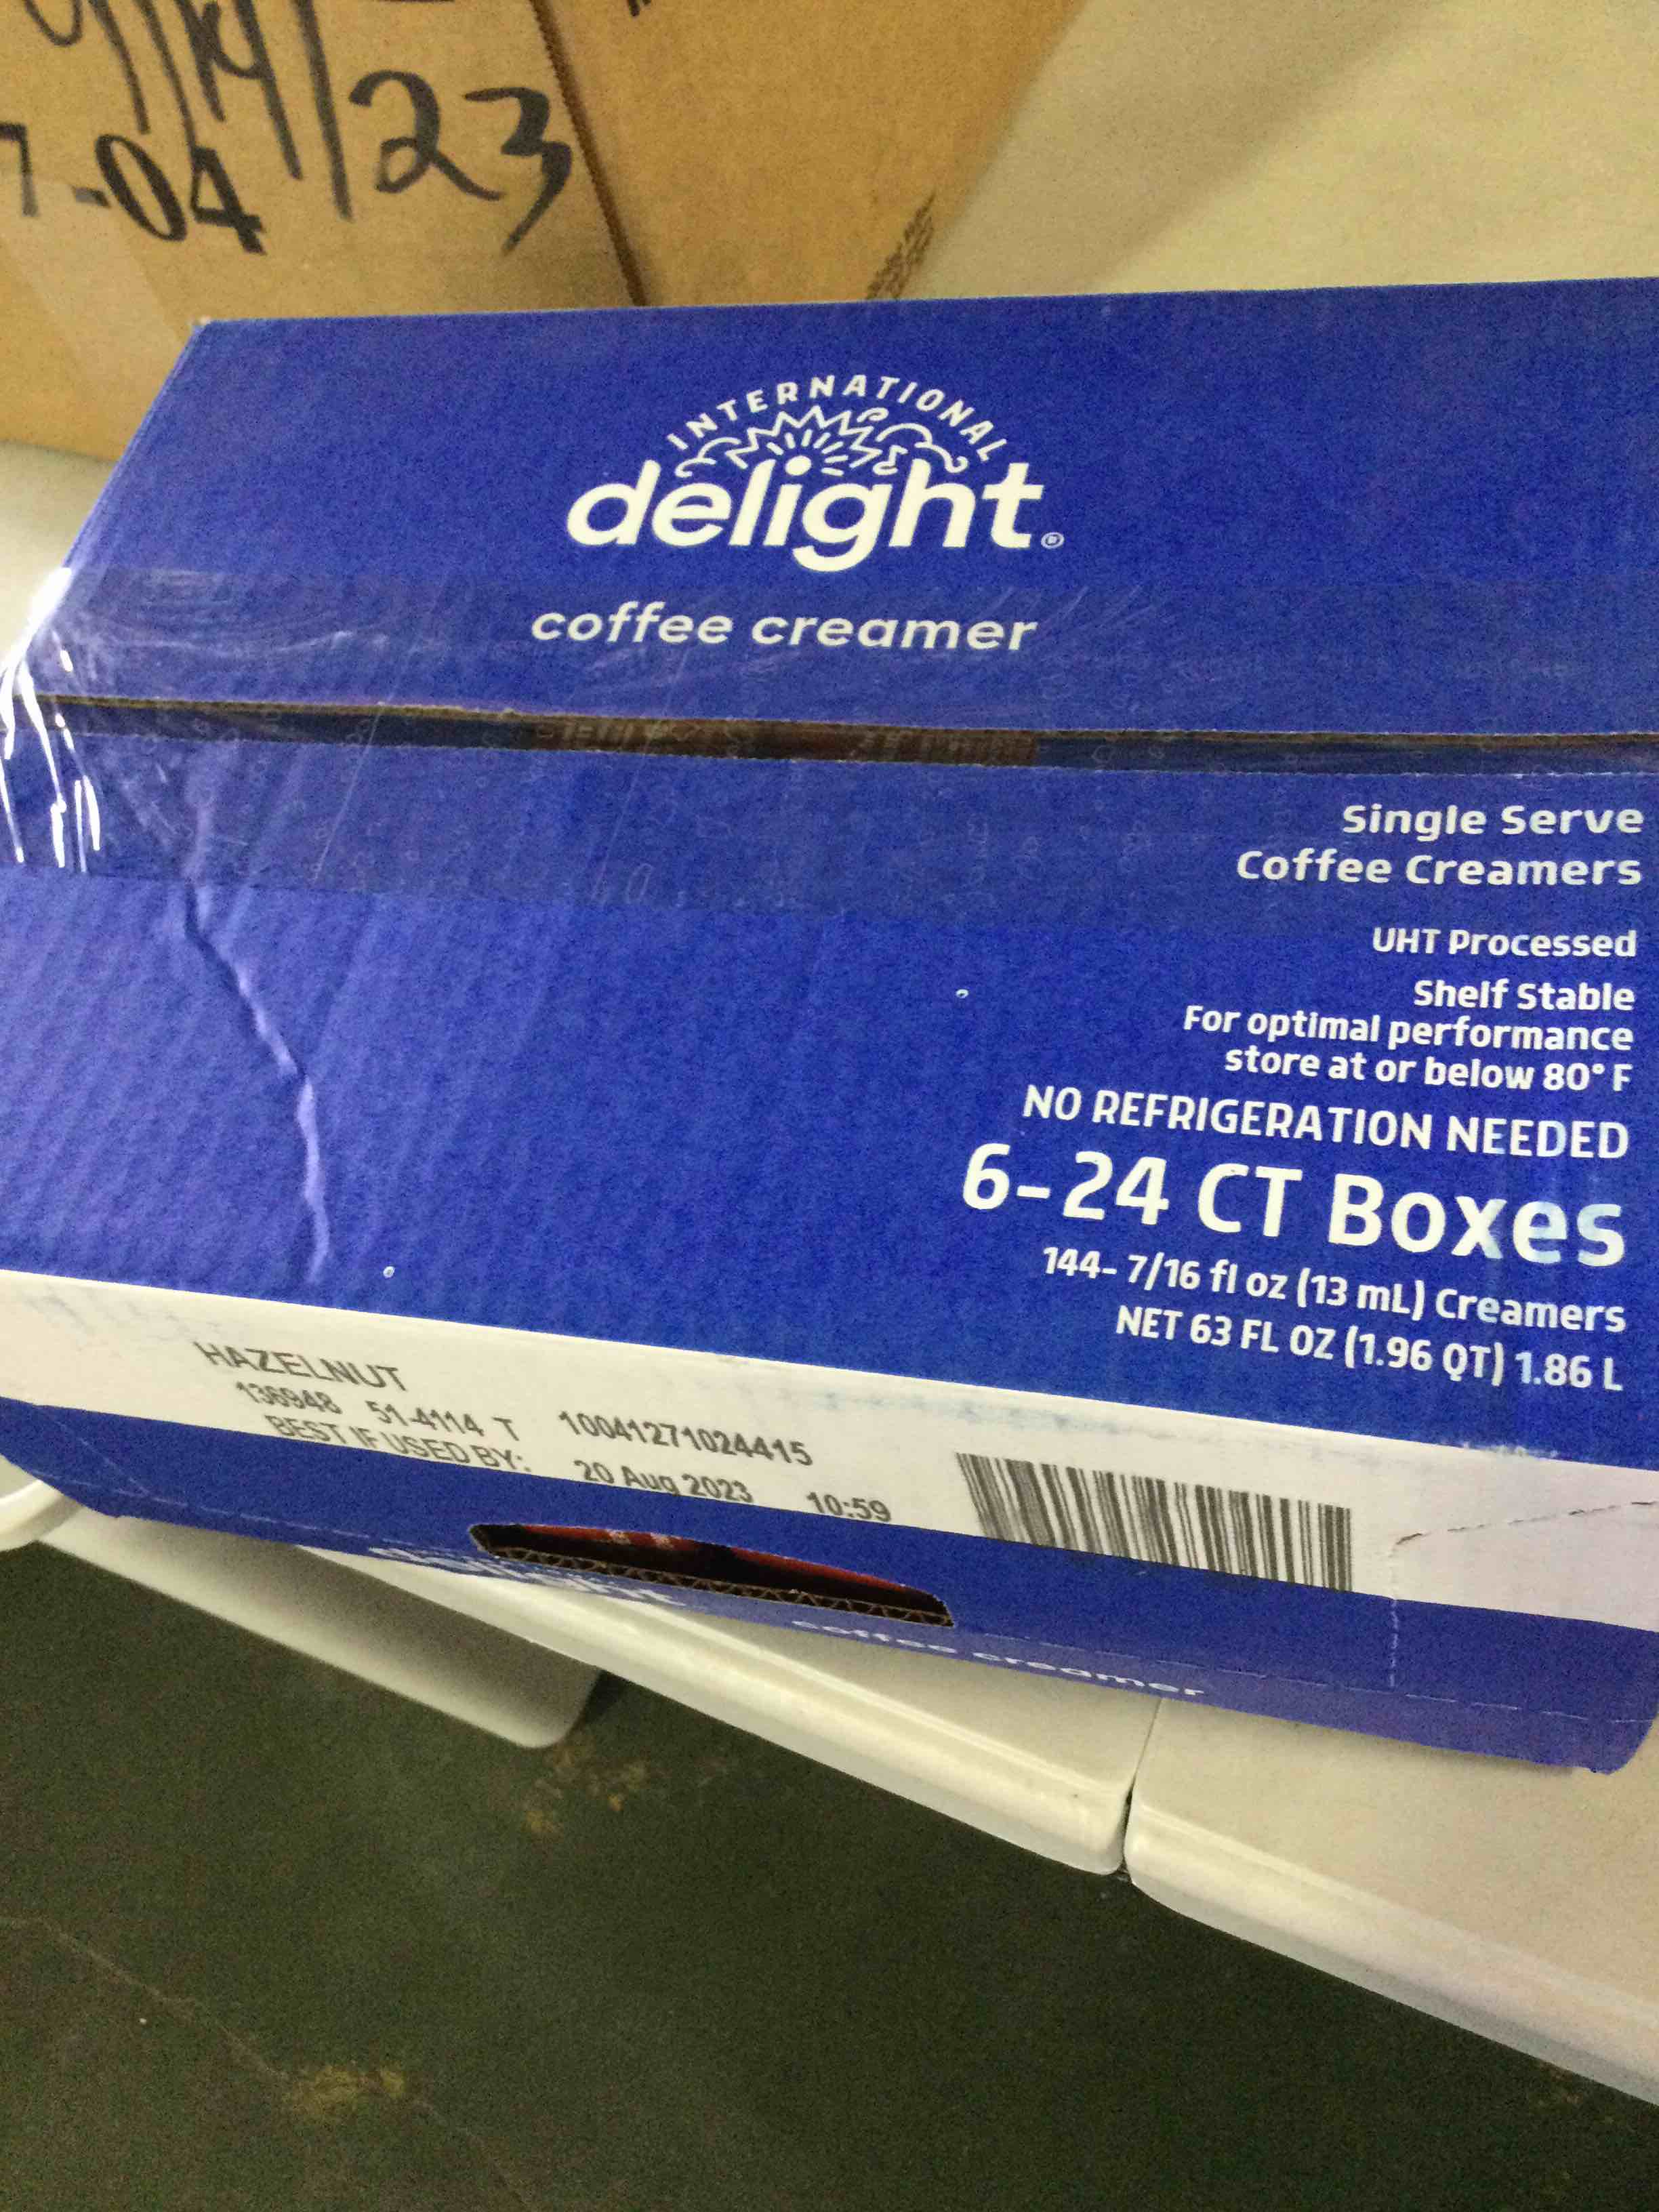 /23
7-04
INTERNATIONAL
delight®
coffee creamer
Single Serve
Coffee Creamers
UHT Processed
Shelf Stable
For optimal performance
store at or below 80° F
NO REFRIGERATION NEEDED
6-24 CT Boxes
144- 7/16 fl oz (13 mL) Creamers
NET 63 FL OZ (1.96 QT) 1.86 L
HAZELNUT
136948 51-4114 T 10041271024415
BEST IF USED BY: 20 Aug 2023 10:59
coffee creamer